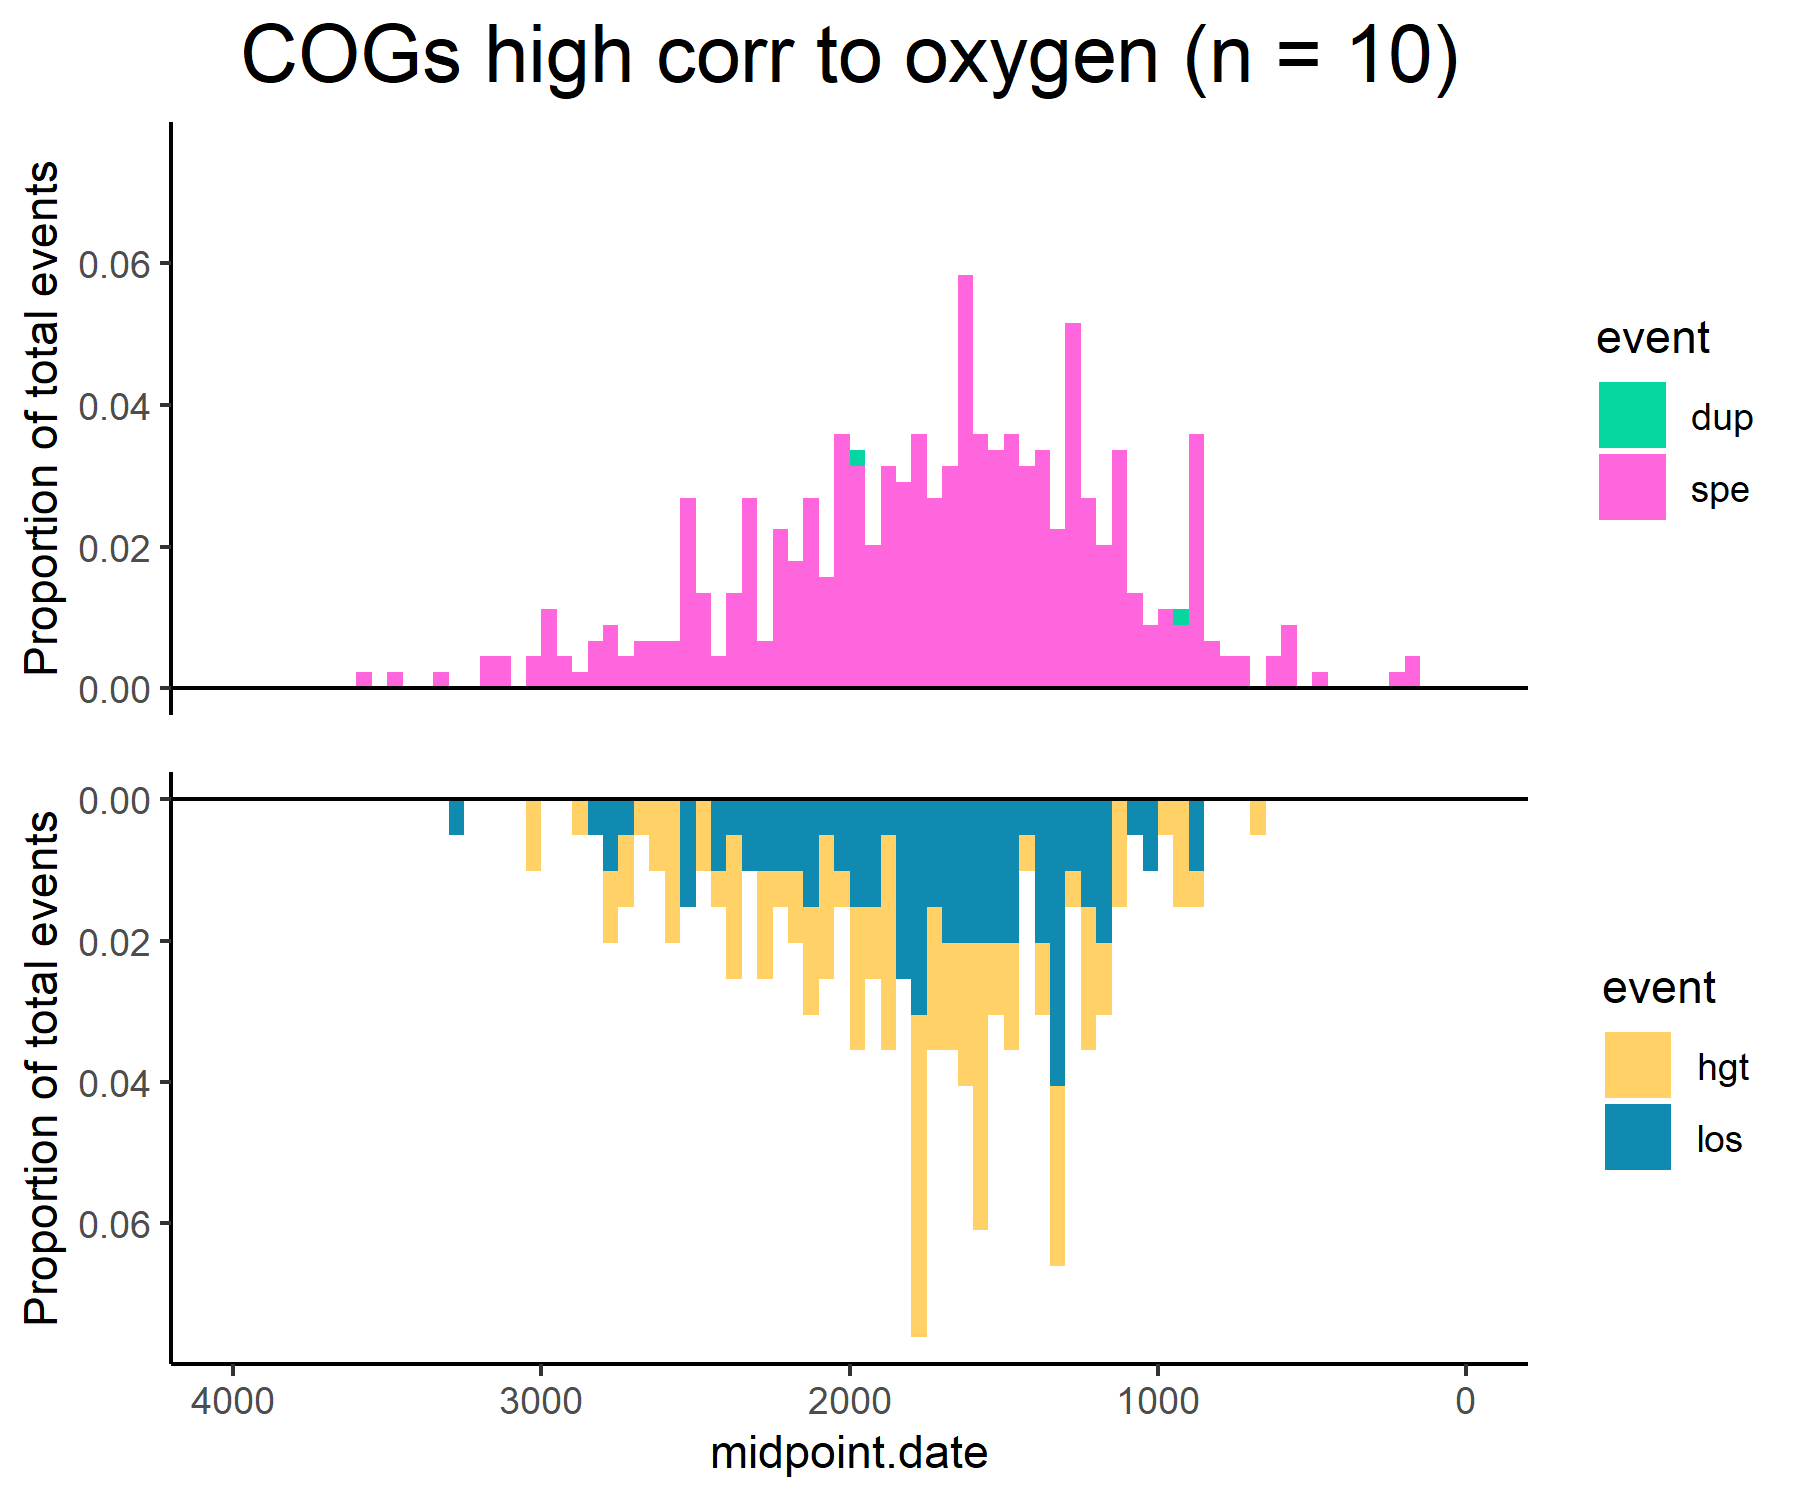 COGs high corr to oxygen (n = 10)
Proportion of total events
0.06
0.04
0.02
0.00
event
dup
spe
Proportion of total events
0.00
0.02
0.04
0.06
event
hgt
los
4000 3000 2000 1000 0
midpoint.date